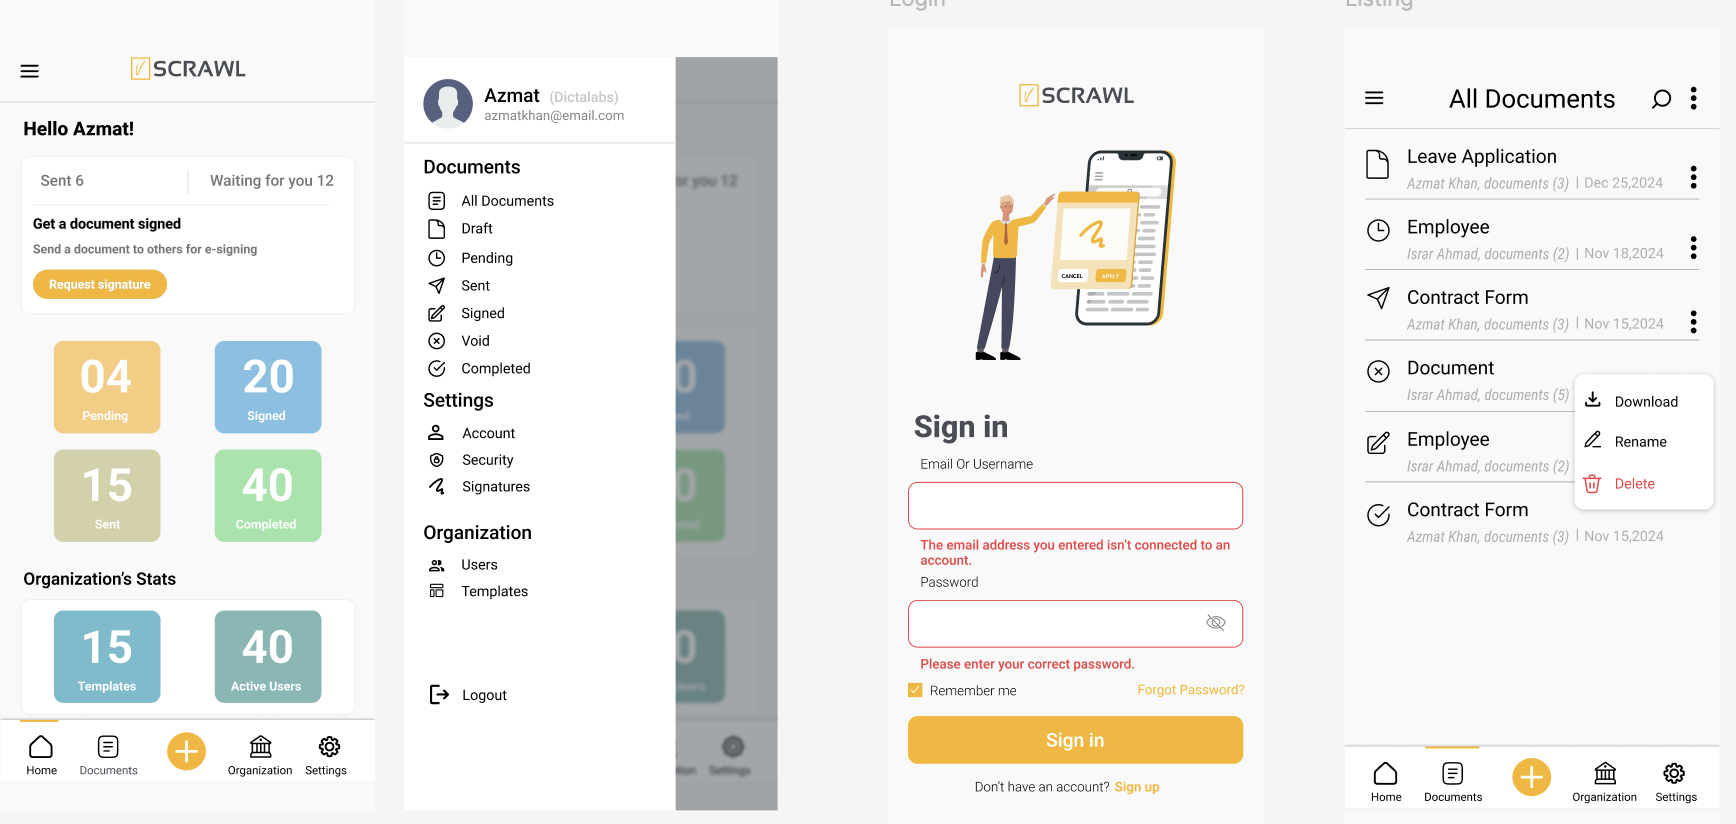 SCRAWL
Hello Azmat!
Sent 6
Waiting for you 12
Get a document signed
Send a document to others for e-signing
Request signature
04
Pending
20
Signed
15
Sent
40
Completed
Organization's Stats
15
Templates
40
Active Users
Home
Documents
Organization
Settings
Azmat (Dictalabs)
azmatkhan@email.com
Documents
All Documents
Draft
Pending
Sent
Signed
Void
Completed
Settings
Account
Security
Signatures
Organization
Users
Templates
Logout
or you 12
0
0
0
Users
Settings
Login
SCRAWL
CANCEL
APPLY
Sign in
Email Or Username
The email address you entered isn't connected to an
account.
Password
Please enter your correct password.
Remember me
Forgot Password?
Sign in
Don't have an account? Sign up
Listing
All Documents
Leave Application
Azmat Khan, documents (3) | Dec 25,2024
Employee
Israr Ahmad, documents (2) | Nov 18,2024
Contract Form
Azmat Khan, documents (3) | Nov 15,2024
Document
Israr Ahmad, documents (5)
Employee
Israr Ahmad, documents (2)
Contract Form
Azmat Khan, documents (3) | Nov 15,2024
Download
Rename
Delete
Home
Documents
Organization
Settings